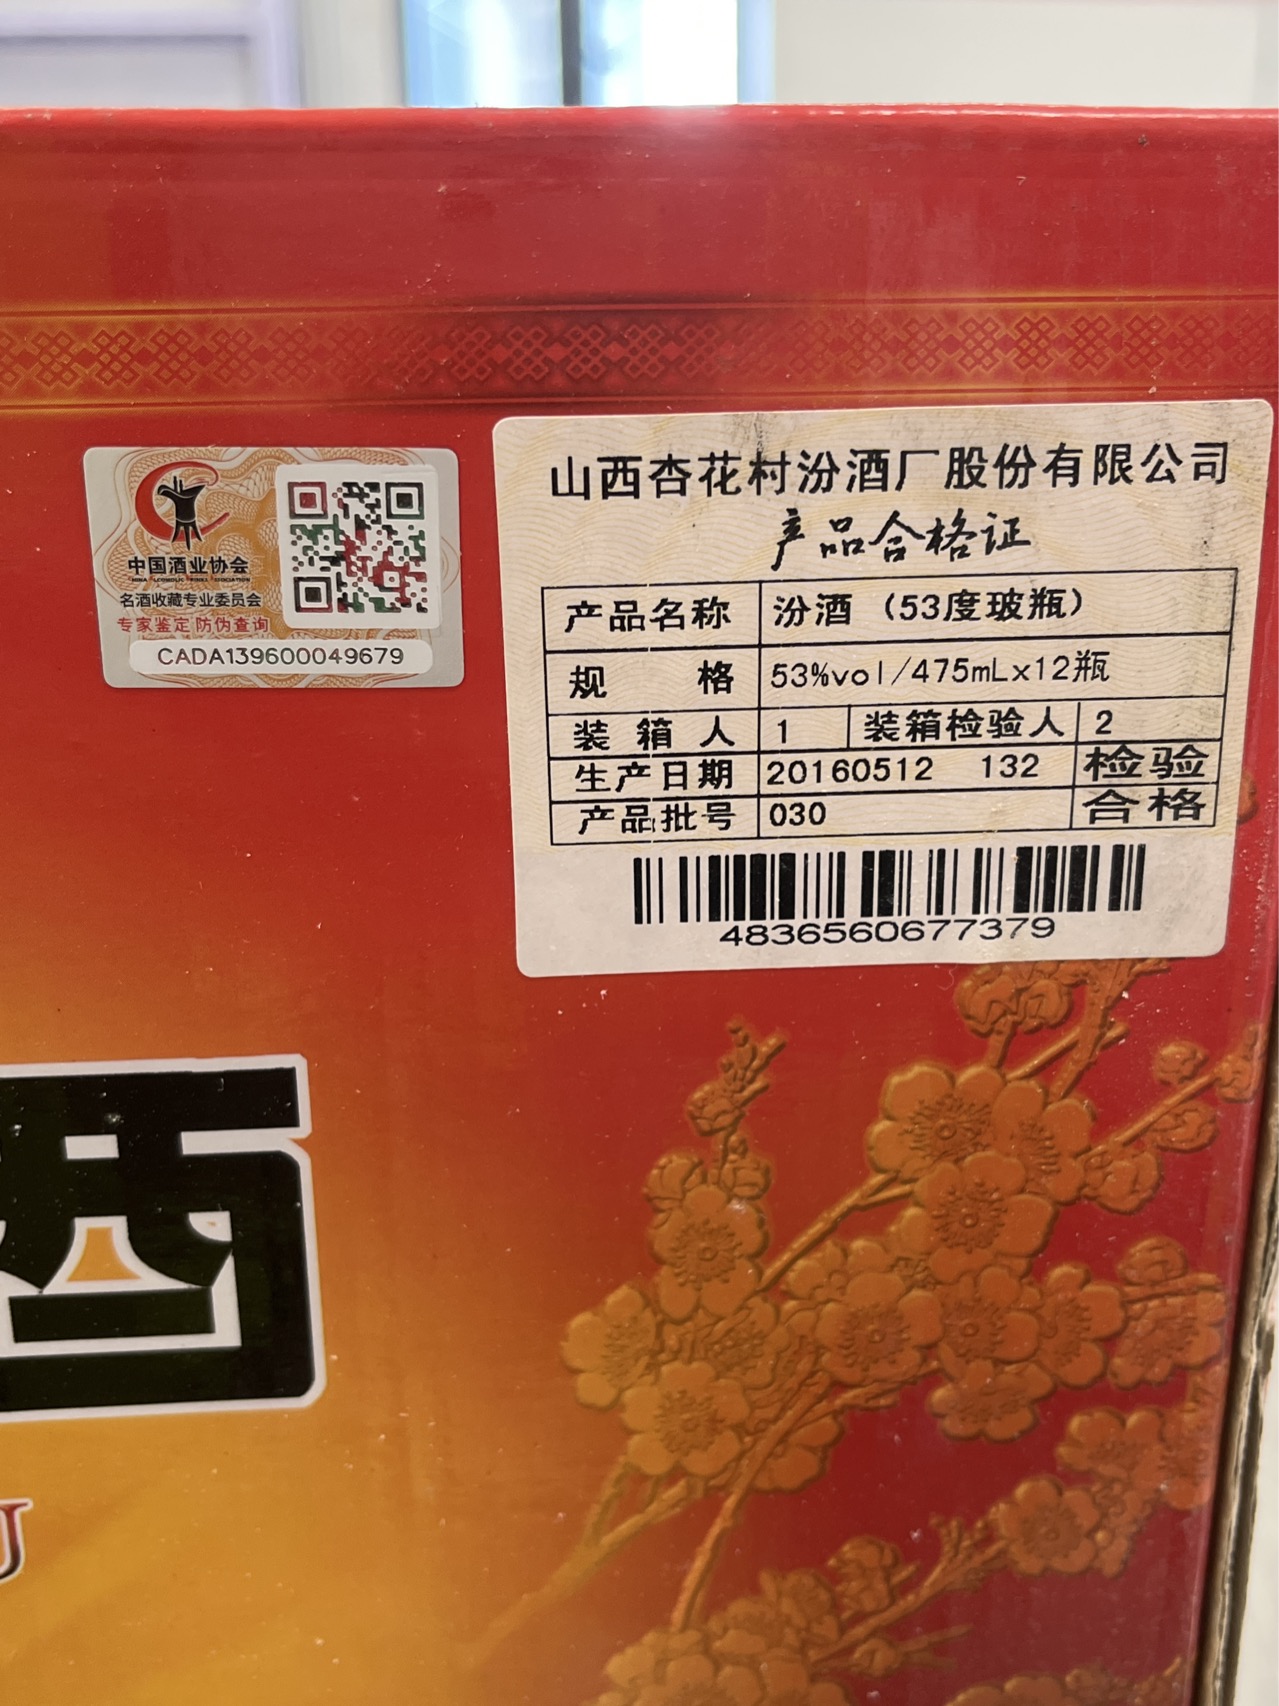 中国酒业协会
名酒收藏专业委员会
专家鉴定 防伪查询
CADA139600049679
山西杏花村汾酒厂股份有限公司
产品合格证
产品名称 汾酒（53度玻瓶）
规 格 53%vol/475mLx12瓶
装箱人 1 装箱检验人 2
生产日期 20160512 132 检验
产品批号 030 合格
4836560677379
酒
U